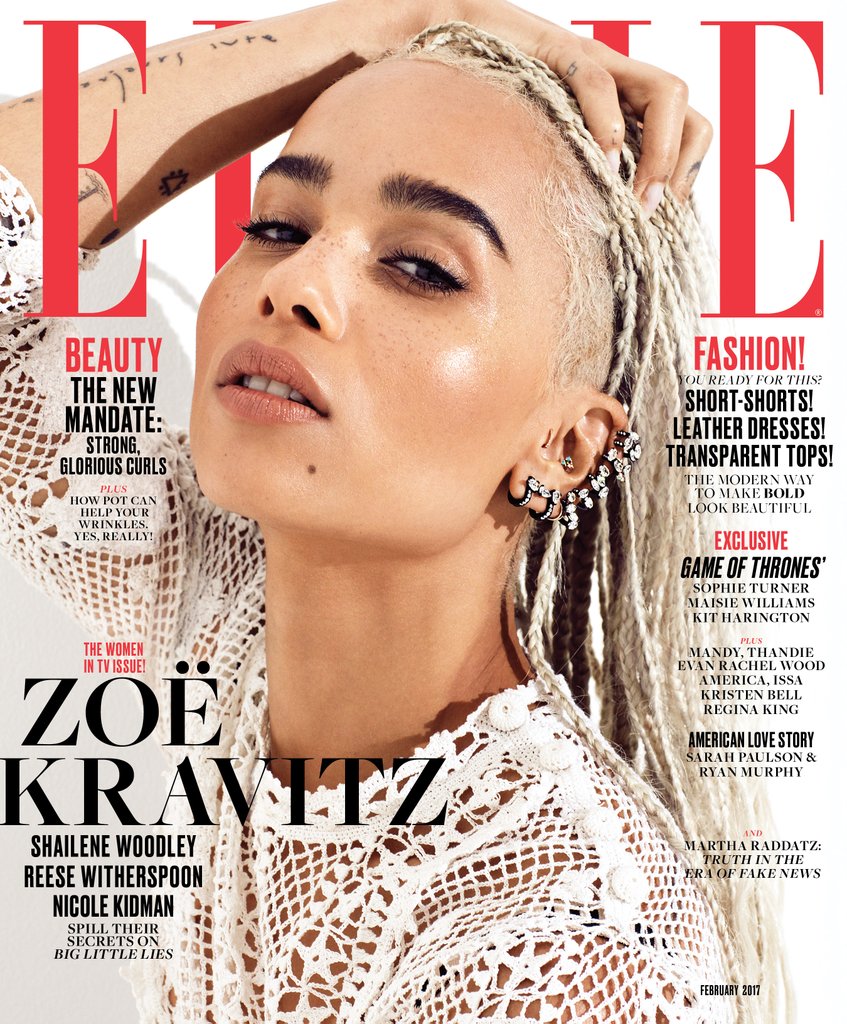 ELLE
BEAUTY
THE NEW
MANDATE:
STRONG,
GLORIOUS CURLS
PLUS
HOW POT CAN
HELP YOUR
WRINKLES.
YES, REALLY!
THE WOMEN
IN TV ISSUE!
ZOË
KRAVITZ
SHAILENE WOODLEY
REESE WITHERSPOON
NICOLE KIDMAN
SPILL THEIR
SECRETS ON
BIG LITTLE LIES
FASHION!
YOU READY FOR THIS?
SHORT-SHORTS!
LEATHER DRESSES!
TRANSPARENT TOPS!
THE MODERN WAY
TO MAKE BOLD
LOOK BEAUTIFUL
EXCLUSIVE
GAME OF THRONES'
SOPHIE TURNER
MAISIE WILLIAMS
KIT HARINGTON
PLUS
MANDY, THANDIE
EVAN RACHEL WOOD
AMERICA, ISSA
KRISTEN BELL
REGINA KING
AMERICAN LOVE STORY
SARAH PAULSON &
RYAN MURPHY
AND
MARTHA RADDATZ:
TRUTH IN THE
ERA OF FAKE NEWS
FEBRUARY 2017